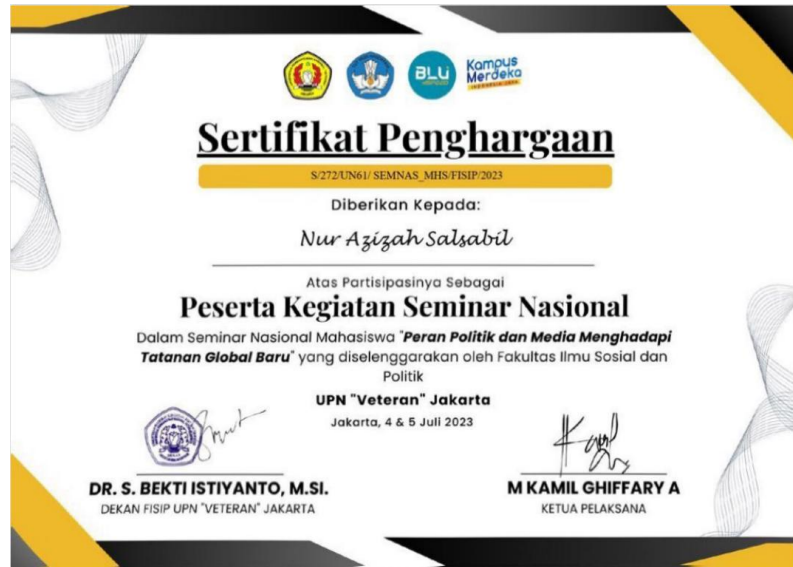 BLU
Kampus
Merdeka
INDONESIA JAYA
Sertifikat Penghargaan
S/272/UN61/ SEMNAS_MHS/FISIP/2023
Diberikan Kepada:
Nur Azizah Salsabil
Atas Partisipasinya Sebagai
Peserta Kegiatan Seminar Nasional
Dalam Seminar Nasional Mahasiswa "Peran Politik dan Media Menghadapi
Tatanan Global Baru" yang diselenggarakan oleh Fakultas Ilmu Sosial dan
Politik
UPN "Veteran" Jakarta
Jakarta, 4 & 5 Juli 2023
DR. S. BEKTI ISTIYANTO, M.SI.
DEKAN FISIP UPN "VETERAN" JAKARTA
M KAMIL GHIFFARY A
KETUA PELAKSANA